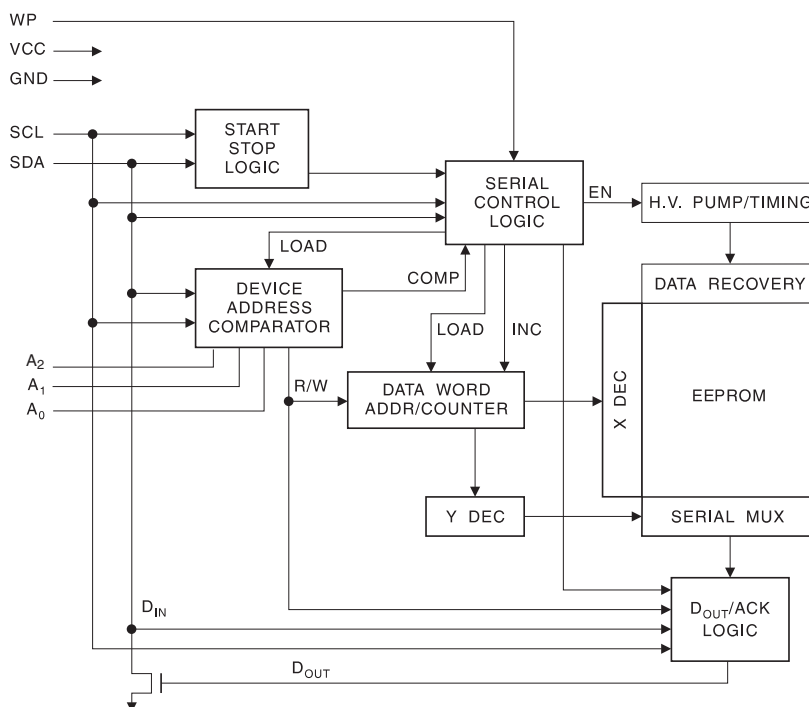 WP
VCC
GND
SCL
SDA
START
STOP
LOGIC
SERIAL
CONTROL
LOGIC
EN
H.V. PUMP/TIMING
LOAD
COMP
DEVICE
ADDRESS
COMPARATOR
DATA RECOVERY
LOAD
INC
A2
A1
A0
R/W
DATA WORD
ADDR/COUNTER
X DEC
EEPROM
Y DEC
SERIAL MUX
DIN
DOUT/ACK
LOGIC
DOUT